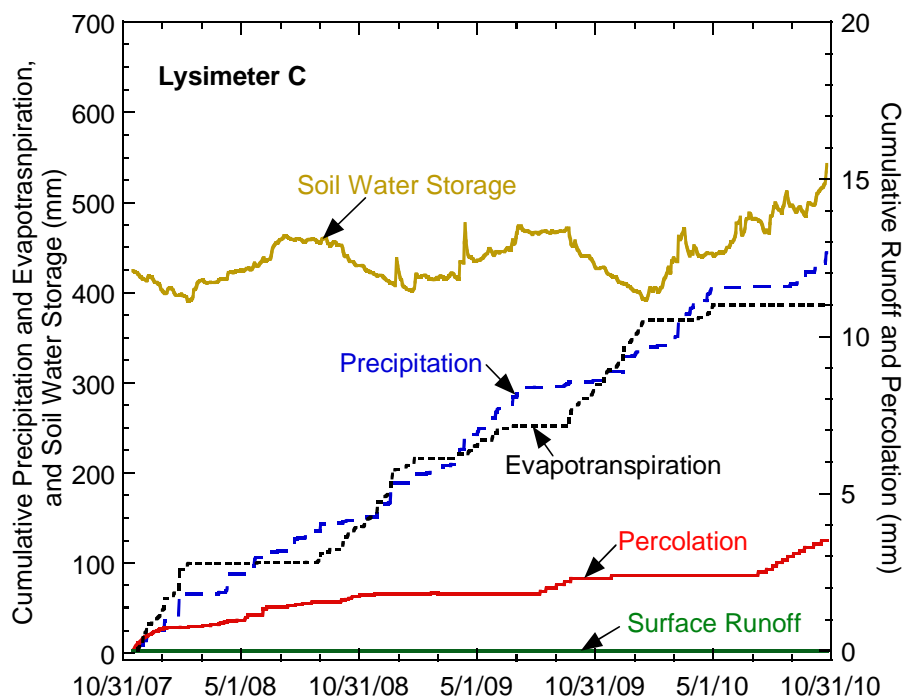 Cumulative Precipitation and Evapotrasnpiration,
and Soil Water Storage (mm)
700
600
500
400
300
200
100
0
Lysimeter C
Soil Water Storage
Precipitation
Evapotranspiration
Percolation
Surface Runoff
20
15
10
5
0
Cumulative Runoff and Percolation (mm)
10/31/07 5/1/08 10/31/08 5/1/09 10/31/09 5/1/10 10/31/10